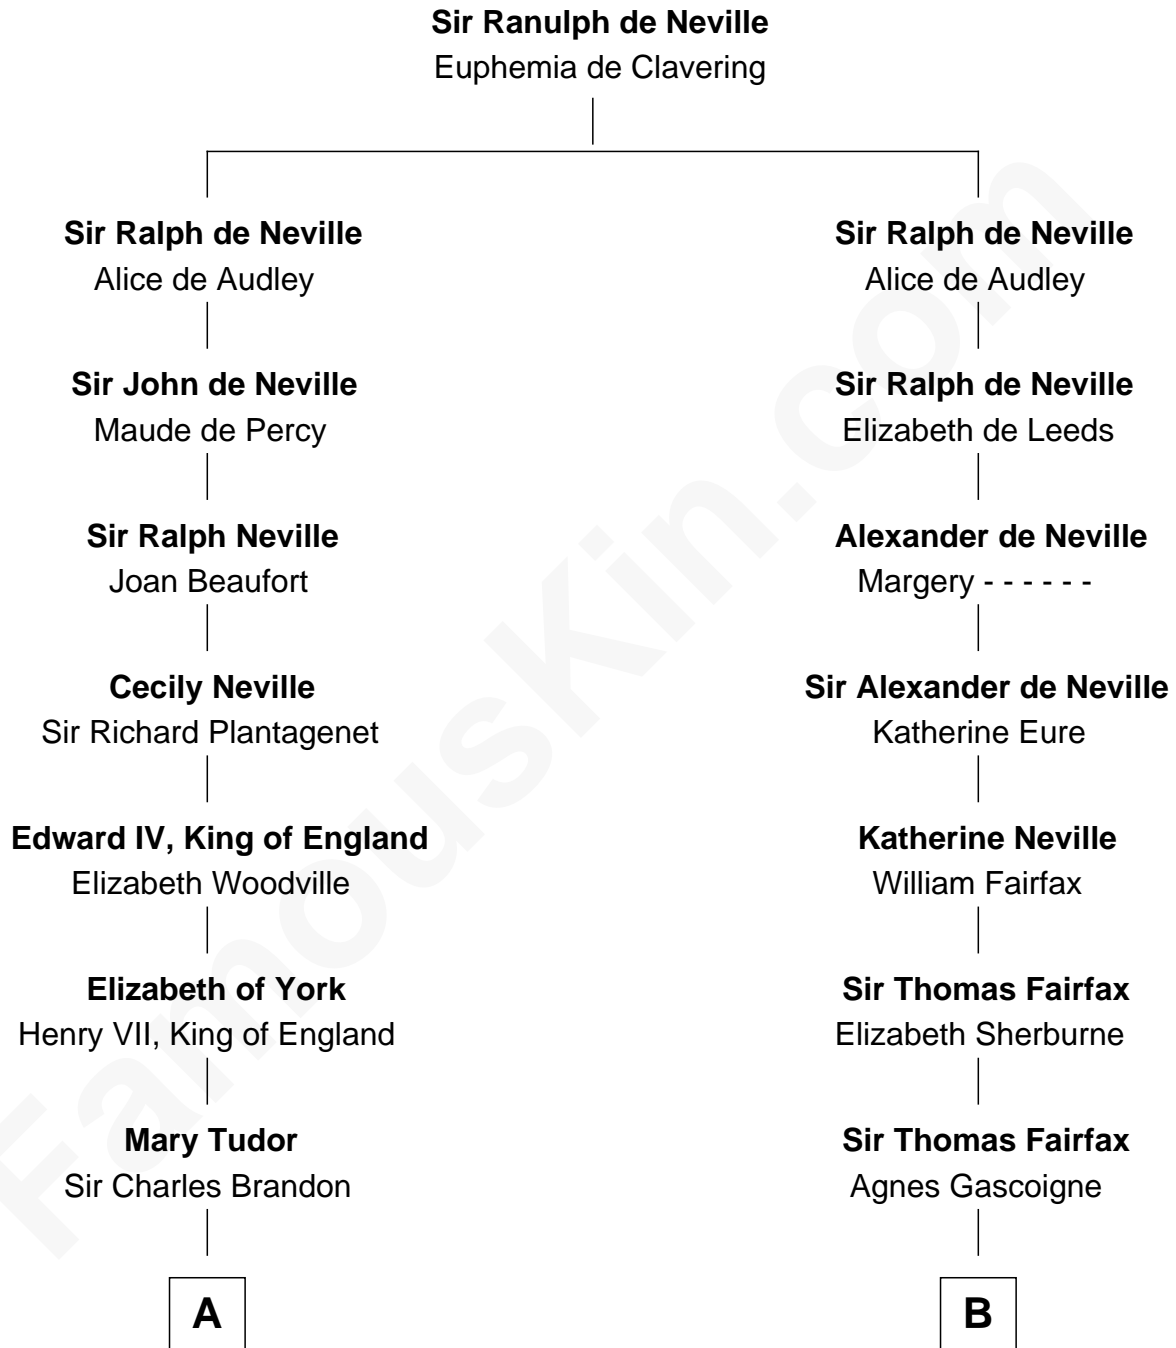 Sir Ranulph de Neville
Euphemia de Clavering
Sir Ralph de Neville
Alice de Audley
Sir Ralph de Neville
Alice de Audley
Sir John de Neville
Maude de Percy
Sir Ralph de Neville
Elizabeth de Leeds
Sir Ralph Neville
Joan Beaufort
Alexander de Neville
Margery - - - - - -
Cecily Neville
Sir Richard Plantagenet
Sir Alexander de Neville
Katherine Eure
Edward IV, King of England
Elizabeth Woodville
Katherine Neville
William Fairfax
Elizabeth of York
Henry VII, King of England
Sir Thomas Fairfax
Elizabeth Sherburne
Mary Tudor
Sir Charles Brandon
Sir Thomas Fairfax
Agnes Gascoigne
A
B
FamousKin.com